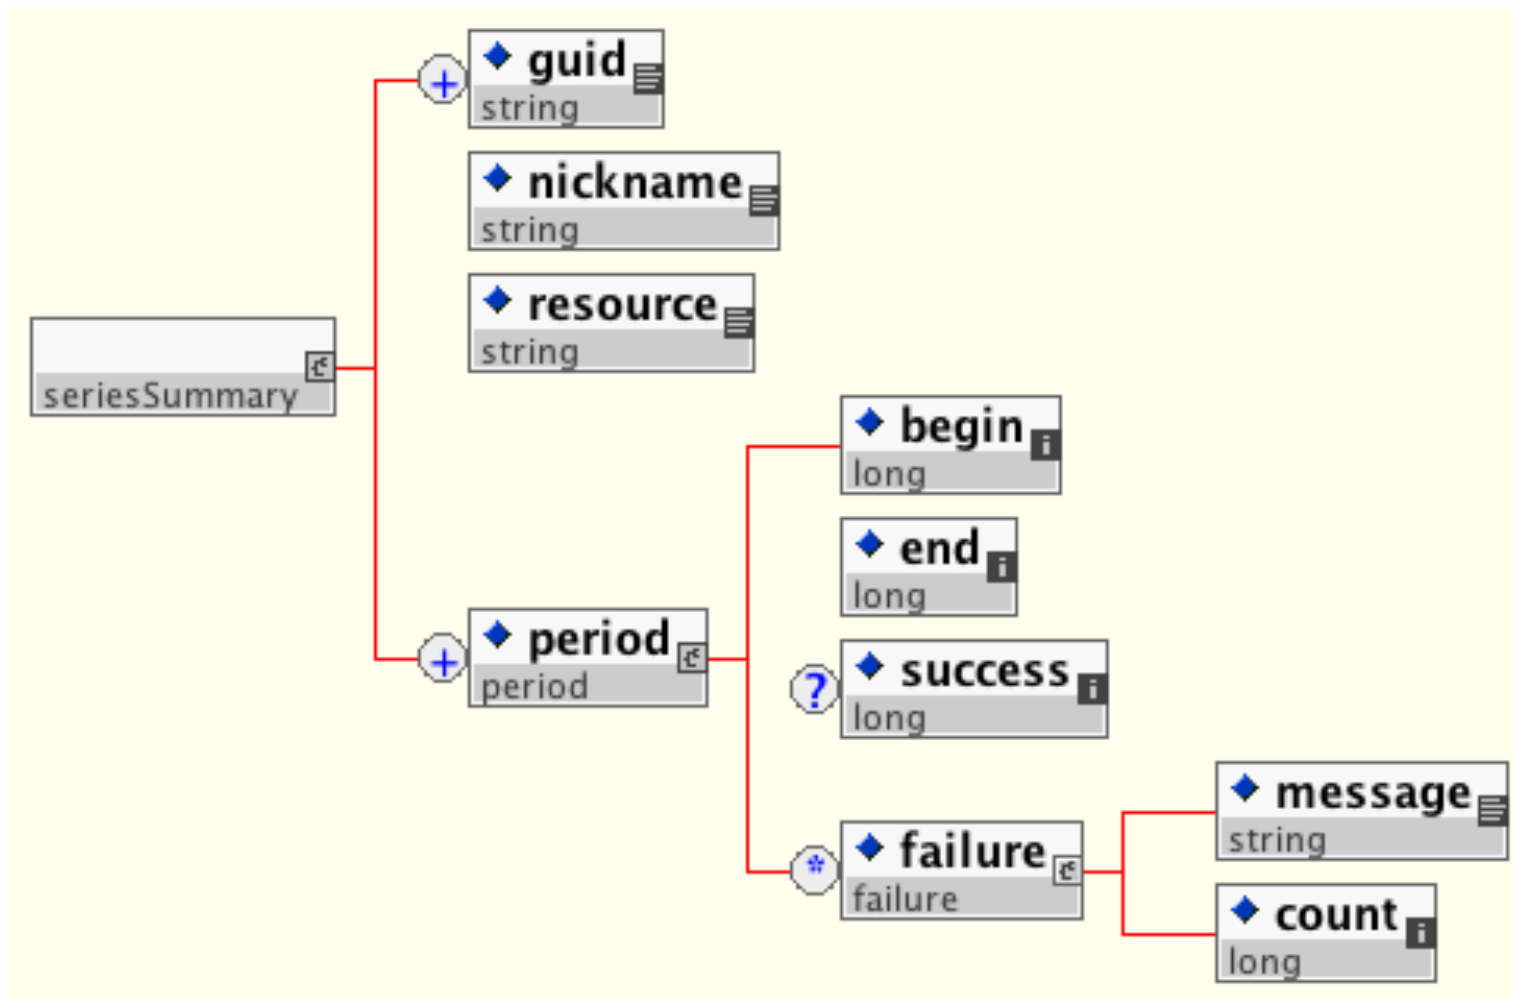 guid
string
nickname
string
resource
string
seriesSummary
begin
long
end
long
period
period
success
long
message
string
failure
failure
count
long